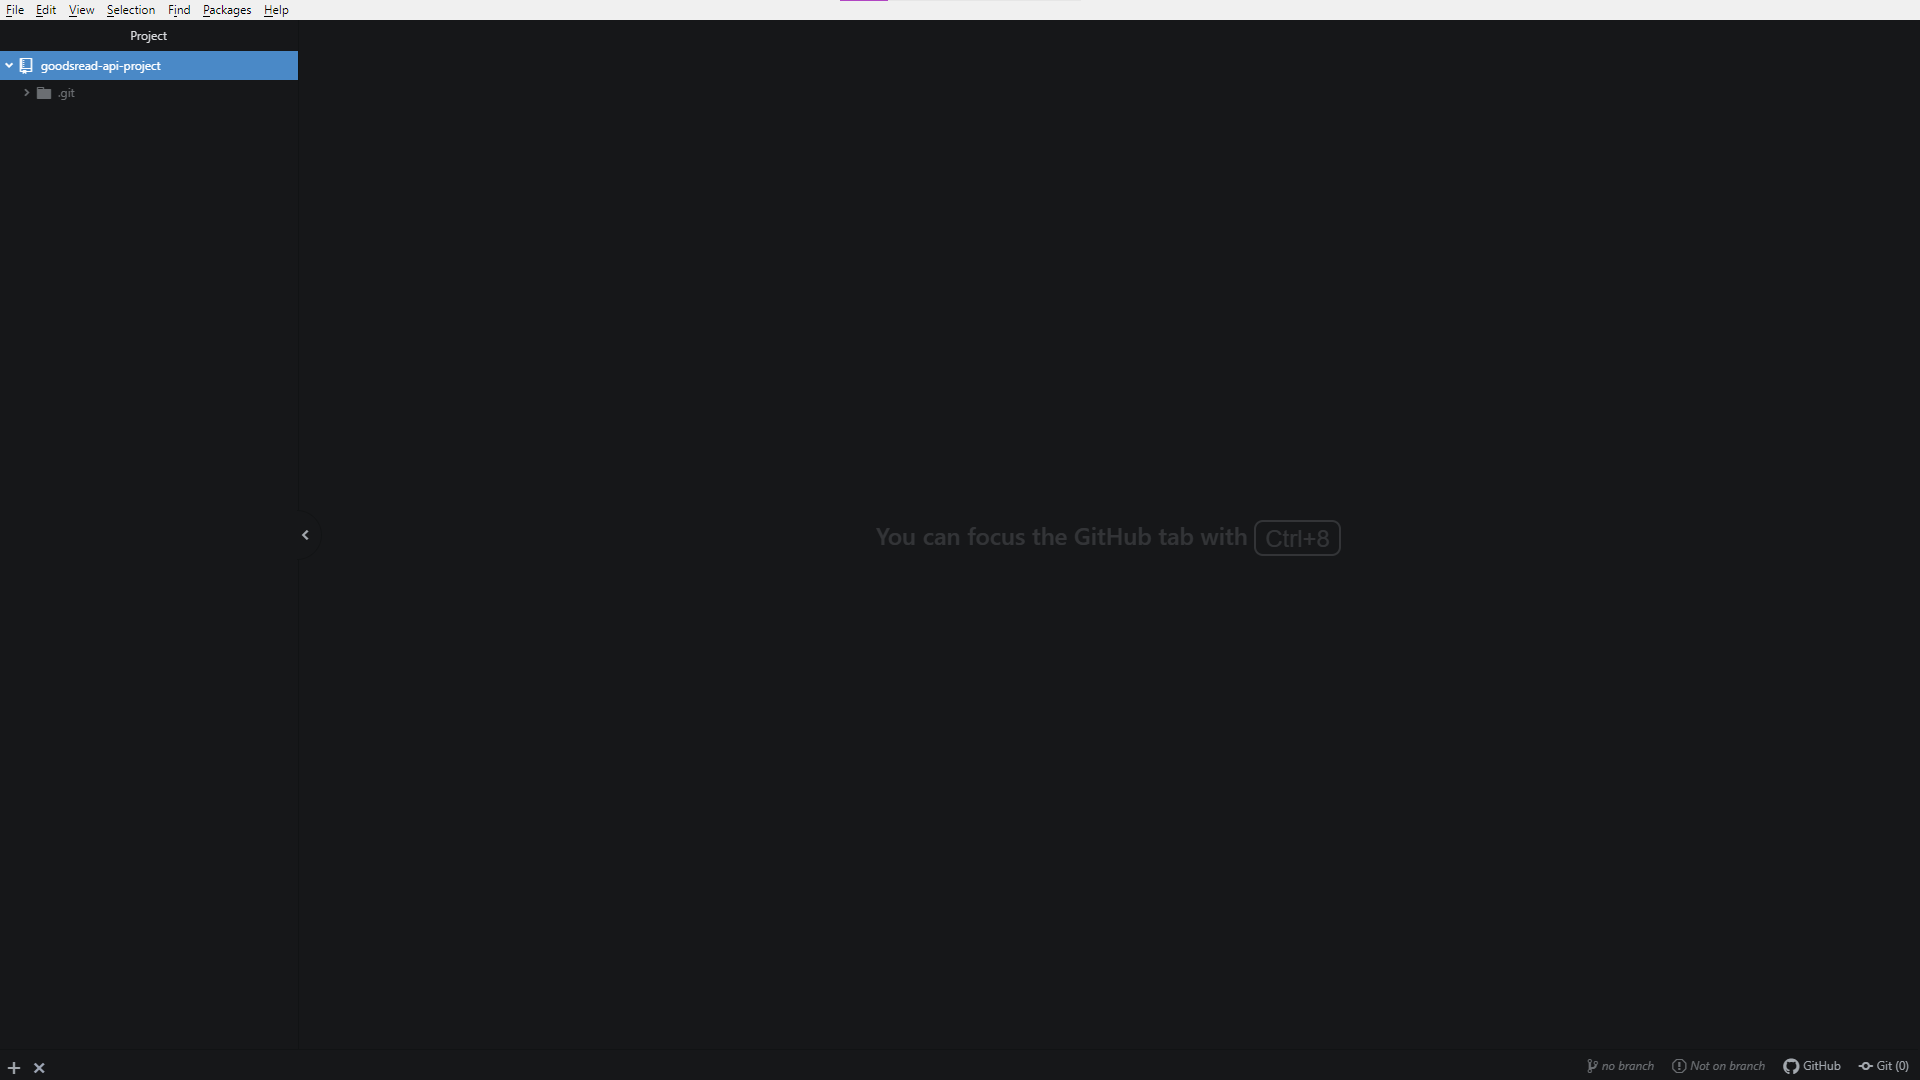 File Edit View Selection Find Packages Help
Project
goodsread-api-project
.git
You can focus the GitHub tab with Ctrl+8
no branch Not on branch GitHub Git (0)